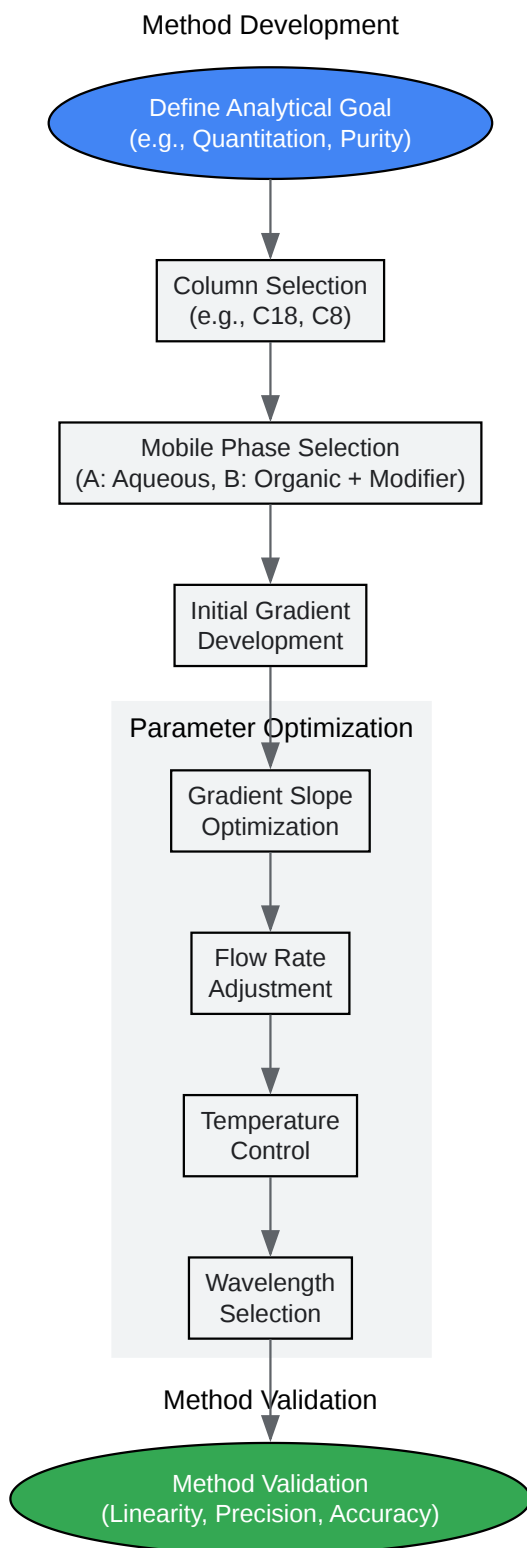 Method Development
Define Analytical Goal
(e.g., Quantitation, Purity)
Column Selection
(e.g., C18, C8)
Mobile Phase Selection
(A: Aqueous, B: Organic + Modifier)
Initial Gradient
Development
Parameter Optimization
Gradient Slope
Optimization
Flow Rate
Adjustment
Temperature
Control
Wavelength
Selection
Method Validation
Method Validation
(Linearity, Precision, Accuracy)